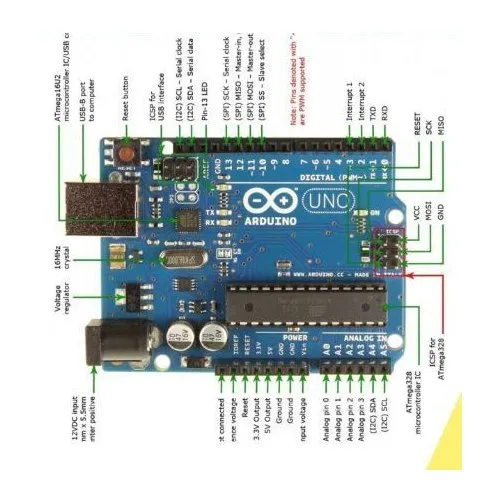 ATmega16U2
microcontroller IC/USB
USB-B port
to computer
Reset button
ICSP for
USB interface
(I2C) SCL – Serial clock
(I2C) SDA – Serial data
Pin-13 LED
(SPI) SCK – Serial clock
(SPI) MISO – Master-in,
(SPI) MOSI – Master-out
(SPI) SS – Slave select
Note: Pins denoted with "
are PWM supported
Interrupt 1
Interrupt 2
TXD
RXD
RESET
SCK
MISO
RESET
AREF
GND
13
12
~11
~10
~9
8
7
~6
~5
4
~3
2
TX→1
RX←0
DIGITAL (PWM~)
TX
RX
ARDUINO
UNO
ON
ICSP
VCC
MOSI
GND
16MHz
crystal
WWW.ARDUINO.CC - MADE
Voltage
regulator
ICSP for
ATmega328
ATmega328
microcontroller IC
POWER
ANALOG IN
IOREF
RESET
3.3V
5V
GND
GND
Vin
A0
A1
A2
A3
A4
A5
12VDC input
mm x 5.5mm
nter positive
ot connected
ence voltage
Reset
3.3V Output
5V Output
Ground
Ground
nput voltage
Analog pin 0
Analog pin 1
Analog pin 2
Analog pin 3
(I2C) SDA
(I2C) SCL